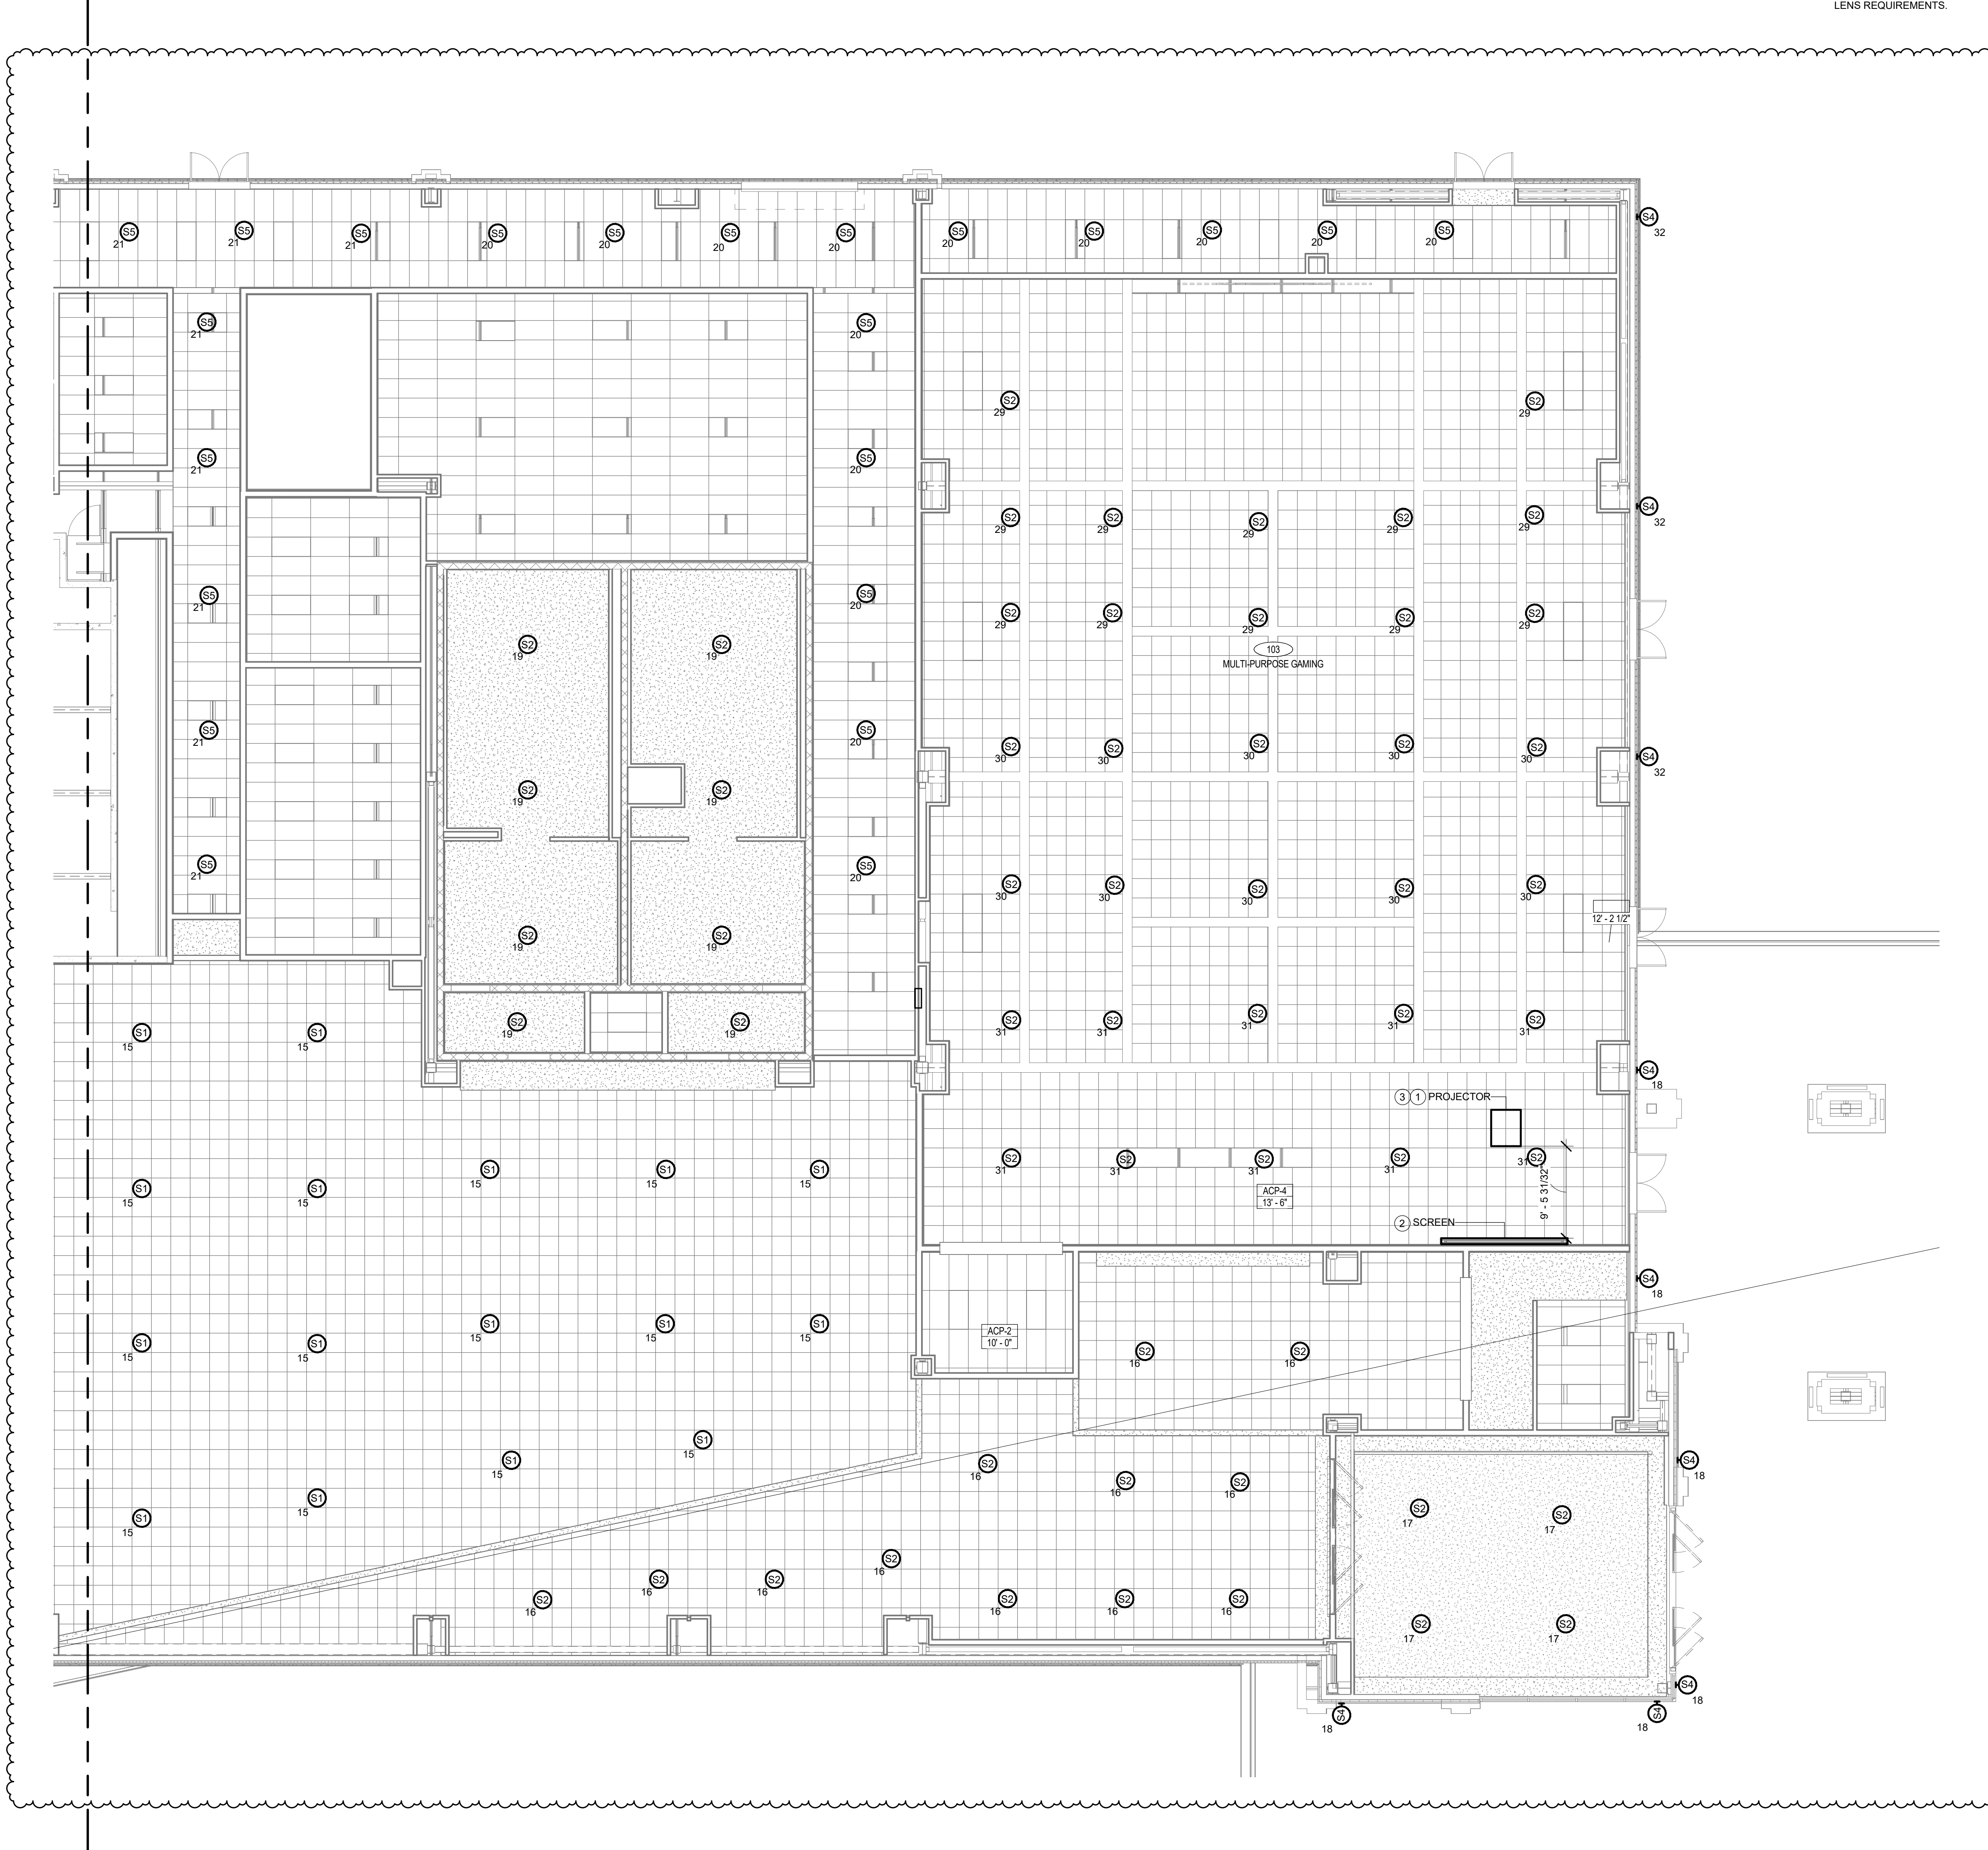 LENS REQUIREMENTS.
S4
32
S5 S5 S5 S5 S5 S5 S5 S5 S5 S5 S5 S5
21 21 21 20 20 20 20 20 20 20 20 20
S5 S5
21 20
S2 S2
29 29
S5 S5
21 20
S4
32
S2 S2 S2 S2 S2
29 29 29 29 29
S5 S5
21 20
S2 S2 S2 S2 S2
29 29 29 29 29
S2 S2
19 19
103
MULTI-PURPOSE GAMING
S5 S5
21 20
S2 S2 S2 S2 S2
30 30 30 30 30
S4
32
S2 S2
19 19
S5 S5
21 20
S2 S2 S2 S2 S2
30 30 30 30 30
12' - 2 1/2"
S2 S2
19 19
S2 S2
19 19
S2 S2 S2 S2 S2
31 31 31 31 31
S1 S1
15 15
S4
18
3 1 PROJECTOR
S2 S2 S2 S2 S2
31 31 31 31 31
9' - 5 31/32"
S1 S1 S1
15 15 15
S1 S1
15 15
ACP-4
13' - 6"
2 SCREEN
S4
18
S1 S1 S1
15 15 15
S1 S1
15 15
ACP-2
10' - 0"
S2 S2
16 16
S1 S1
15 15
S2 S2 S2
16 16 16
S4
18
S1 S1
15 15
S2 S2
17 17
S2 S2 S2 S2
16 16 16 16
S2 S2 S2
16 16 16
S2 S2
17 17
S4
18
S4 S4
18 18